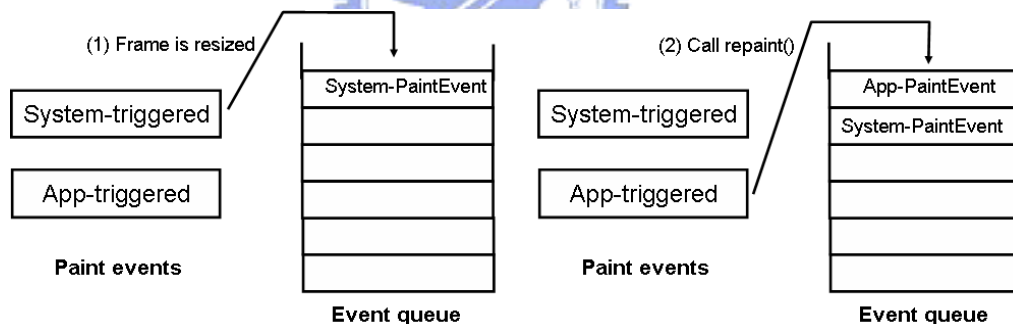 (1) Frame is resized
System-PaintEvent
System-triggered
App-triggered
Paint events
Event queue
(2) Call repaint()
App-PaintEvent
System-triggered
System-PaintEvent
App-triggered
Paint events
Event queue